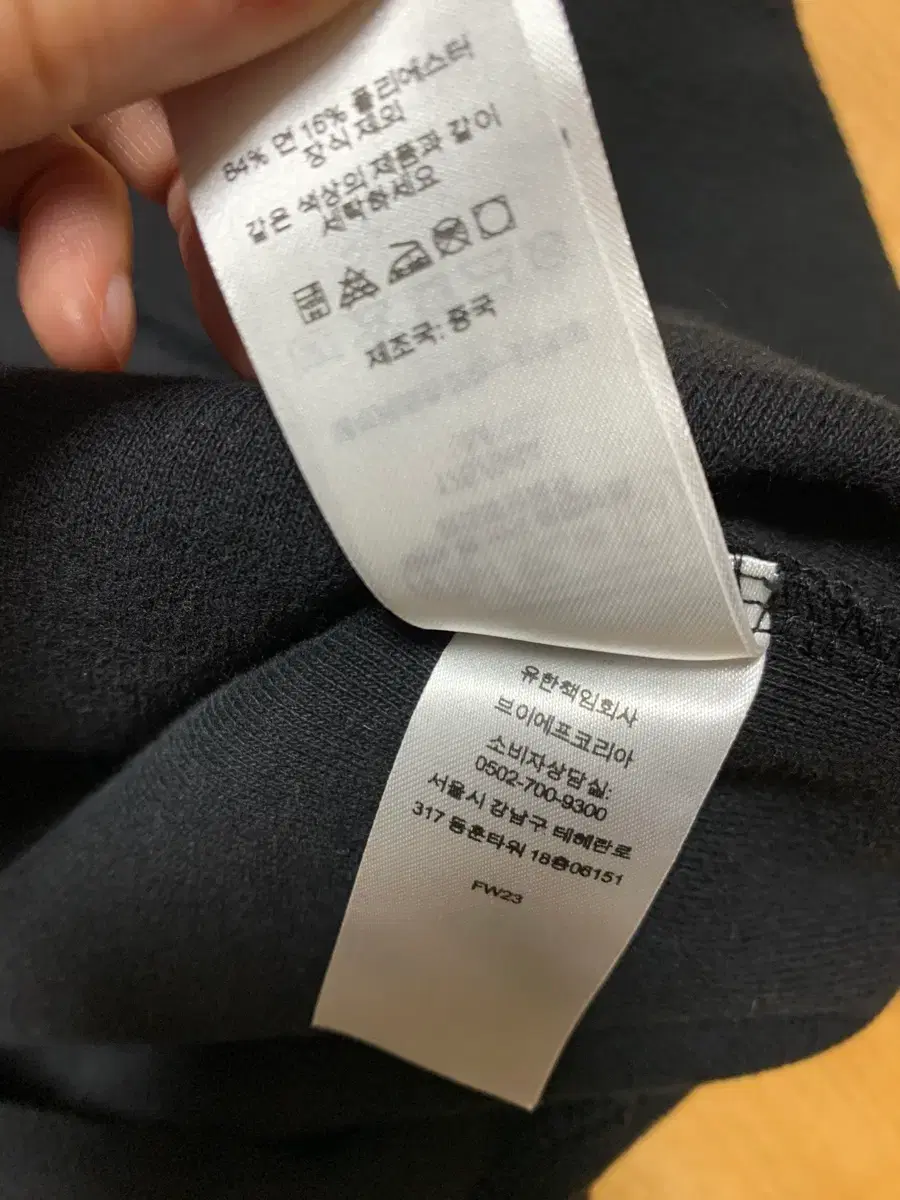 84% 면 16% 폴리에스터
장식 제외
같은 색상의 제품과 같이
세탁하세요
제조국: 중국
유한책임회사
브이에프코리아
소비자상담실:
0502-700-9300
서울시 강남구 테헤란로
317 동훈타워 18층06151
FW23